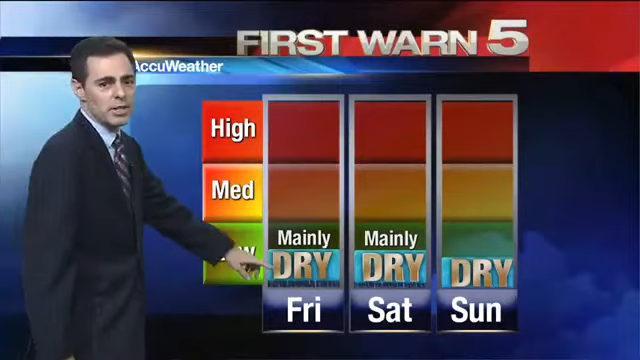 FIRST WARN 5
AccuWeather
High
Med
Mainly
Mainly
DRY
DRY
DRY
Fri
Sat
Sun